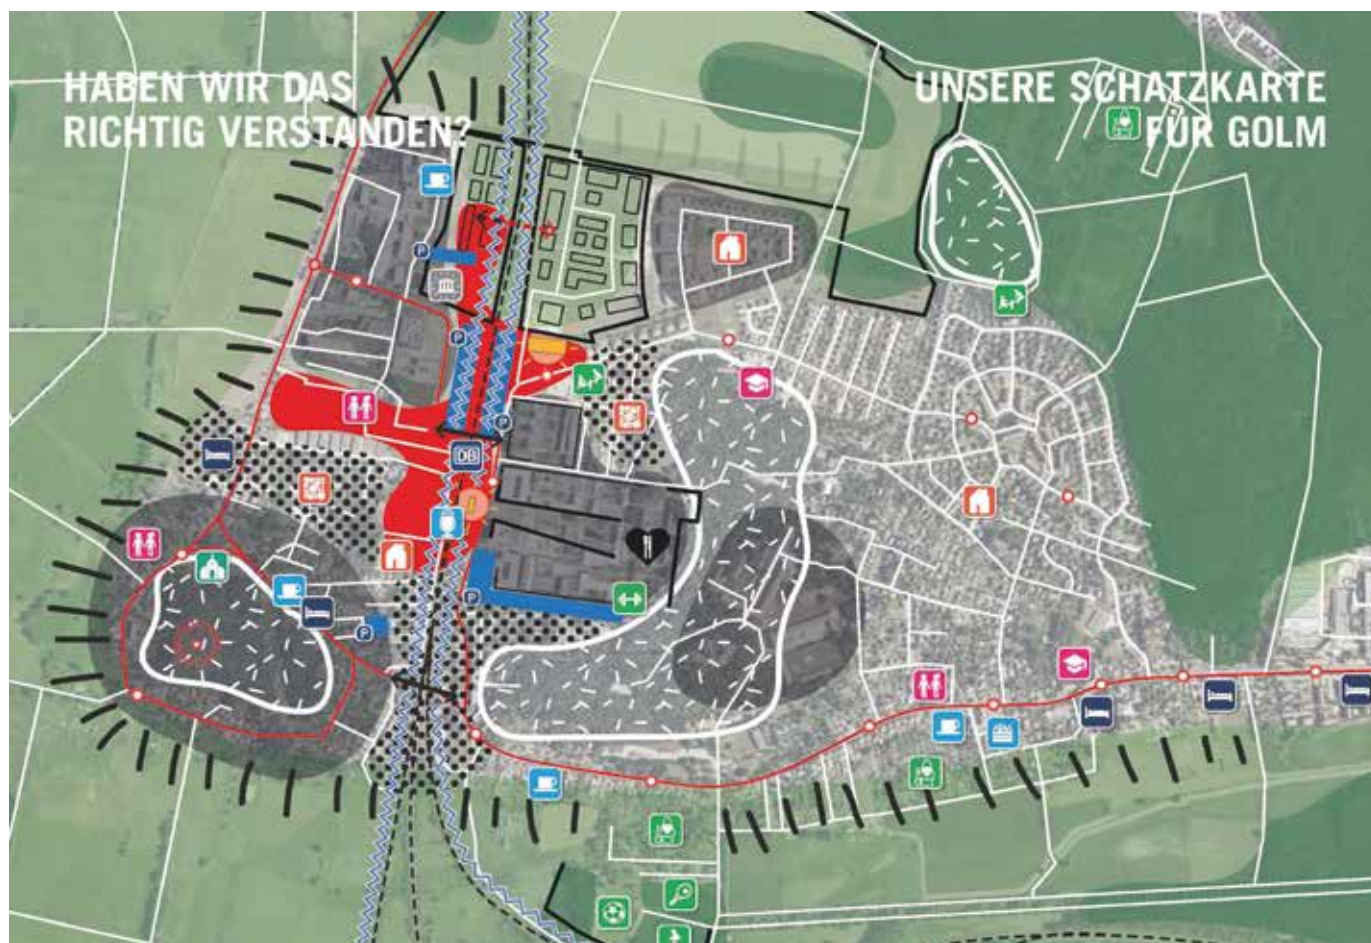 HABEN WIR DAS
RICHTIG VERSTANDEN?
UNSERE SCHATZKARTE
FÜR GOLM
P
P
P
DB
P
P